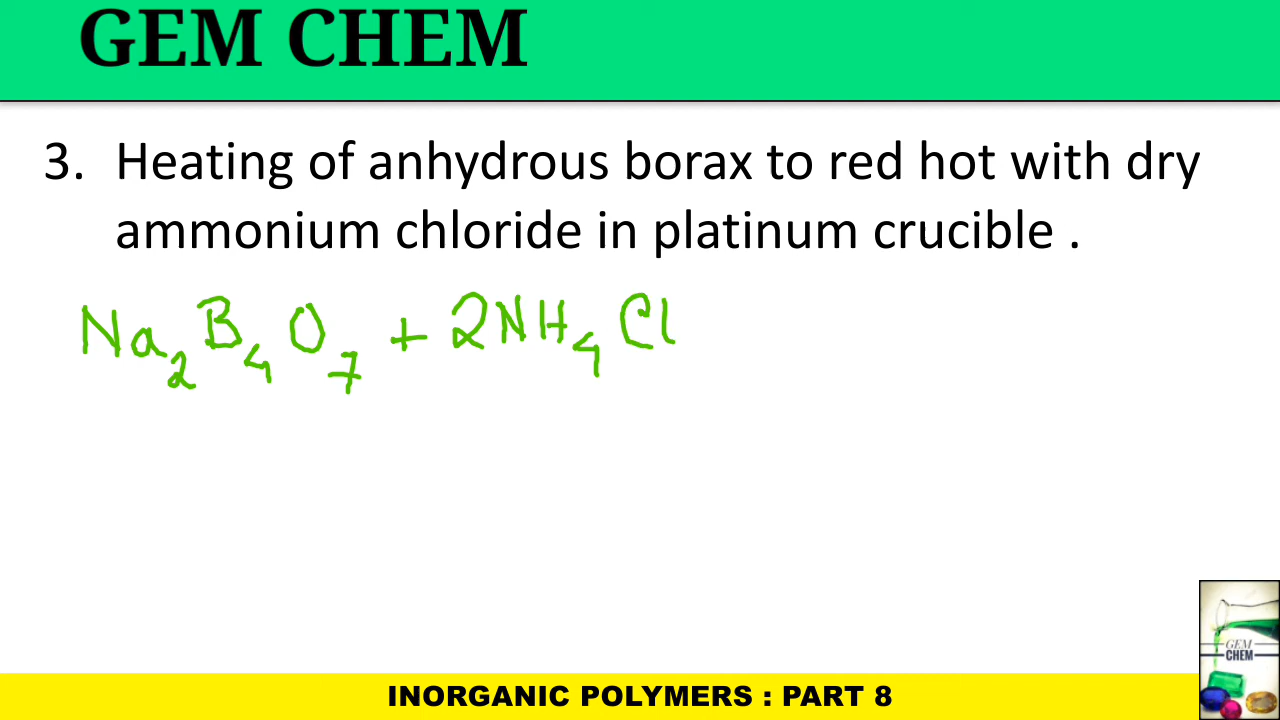 GEM CHEM
3. Heating of anhydrous borax to red hot with dry
ammonium chloride in platinum crucible .
Na₂B₄O₇ + 2NH₄Cl
GEM
CHEM
INORGANIC POLYMERS : PART 8